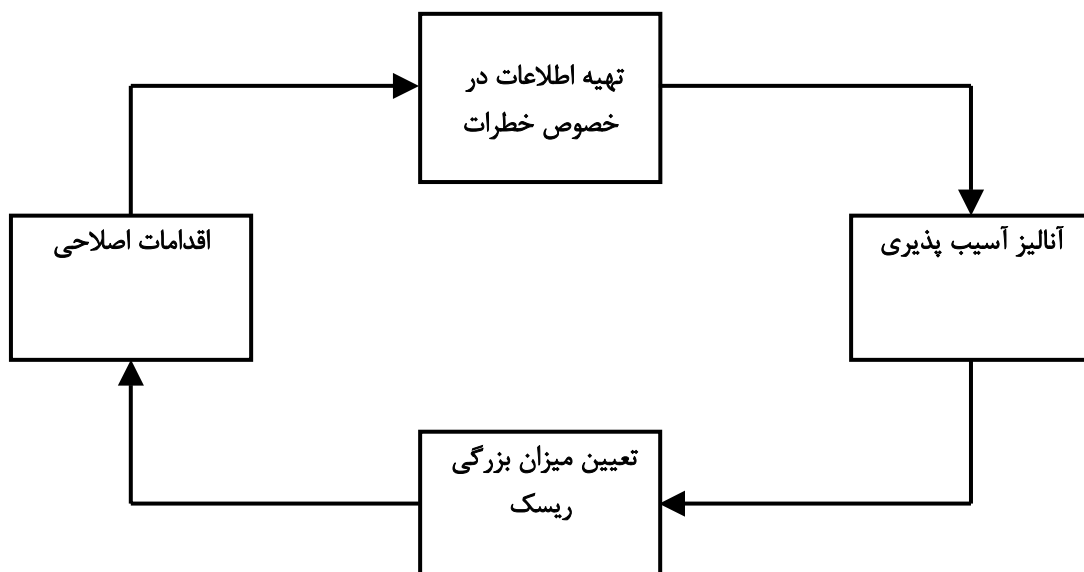 تهیه اطلاعات در
خصوص خطرات
آنالیز آسیب پذیری
اقدامات اصلاحی
تعیین میزان بزرگی
ریسک